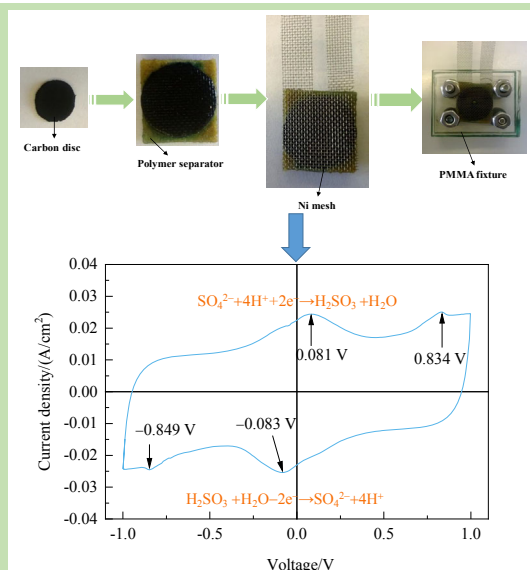 Carbon disc
Polymer separator
Ni mesh
PMMA fixture
0.04
0.03
0.02
0.01
0.00
-0.01
-0.02
-0.03
-0.04
Current density/(A/cm²)
SO₄²⁻+4H⁺+2e⁻→H₂SO₃ +H₂O
0.081 V
0.834 V
−0.849 V
−0.083 V
H₂SO₃ +H₂O−2e⁻→SO₄²⁻+4H⁺
-1.0
-0.5
0.0
0.5
1.0
Voltage/V